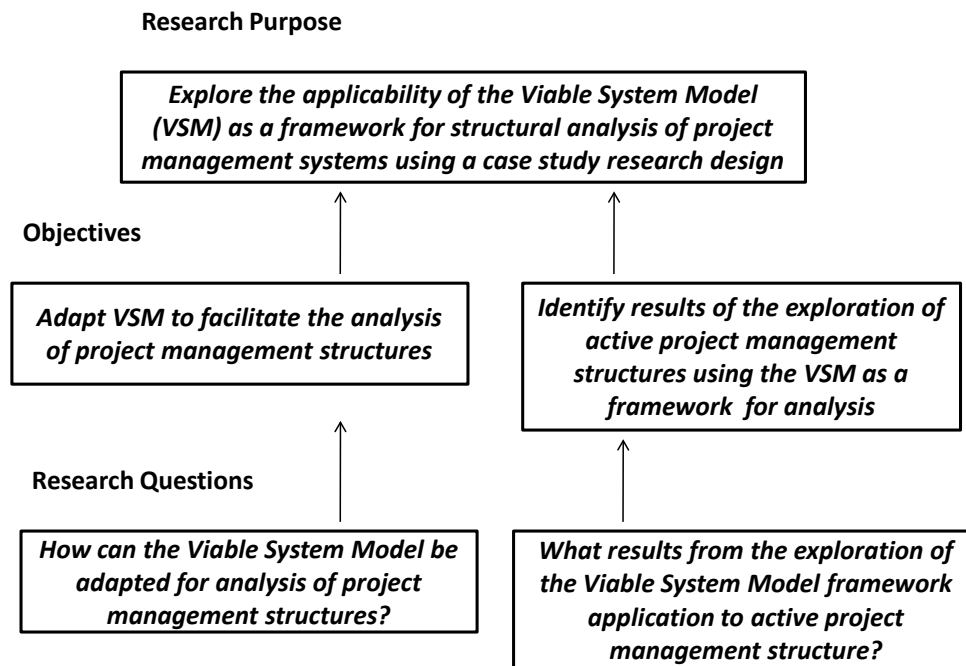 Research Purpose
Explore the applicability of the Viable System Model
(VSM) as a framework for structural analysis of project
management systems using a case study research design
Objectives
Adapt VSM to facilitate the analysis
of project management structures
Identify results of the exploration of
active project management
structures using the VSM as a
framework for analysis
Research Questions
How can the Viable System Model be
adapted for analysis of project
management structures?
What results from the exploration of
the Viable System Model framework
application to active project
management structure?